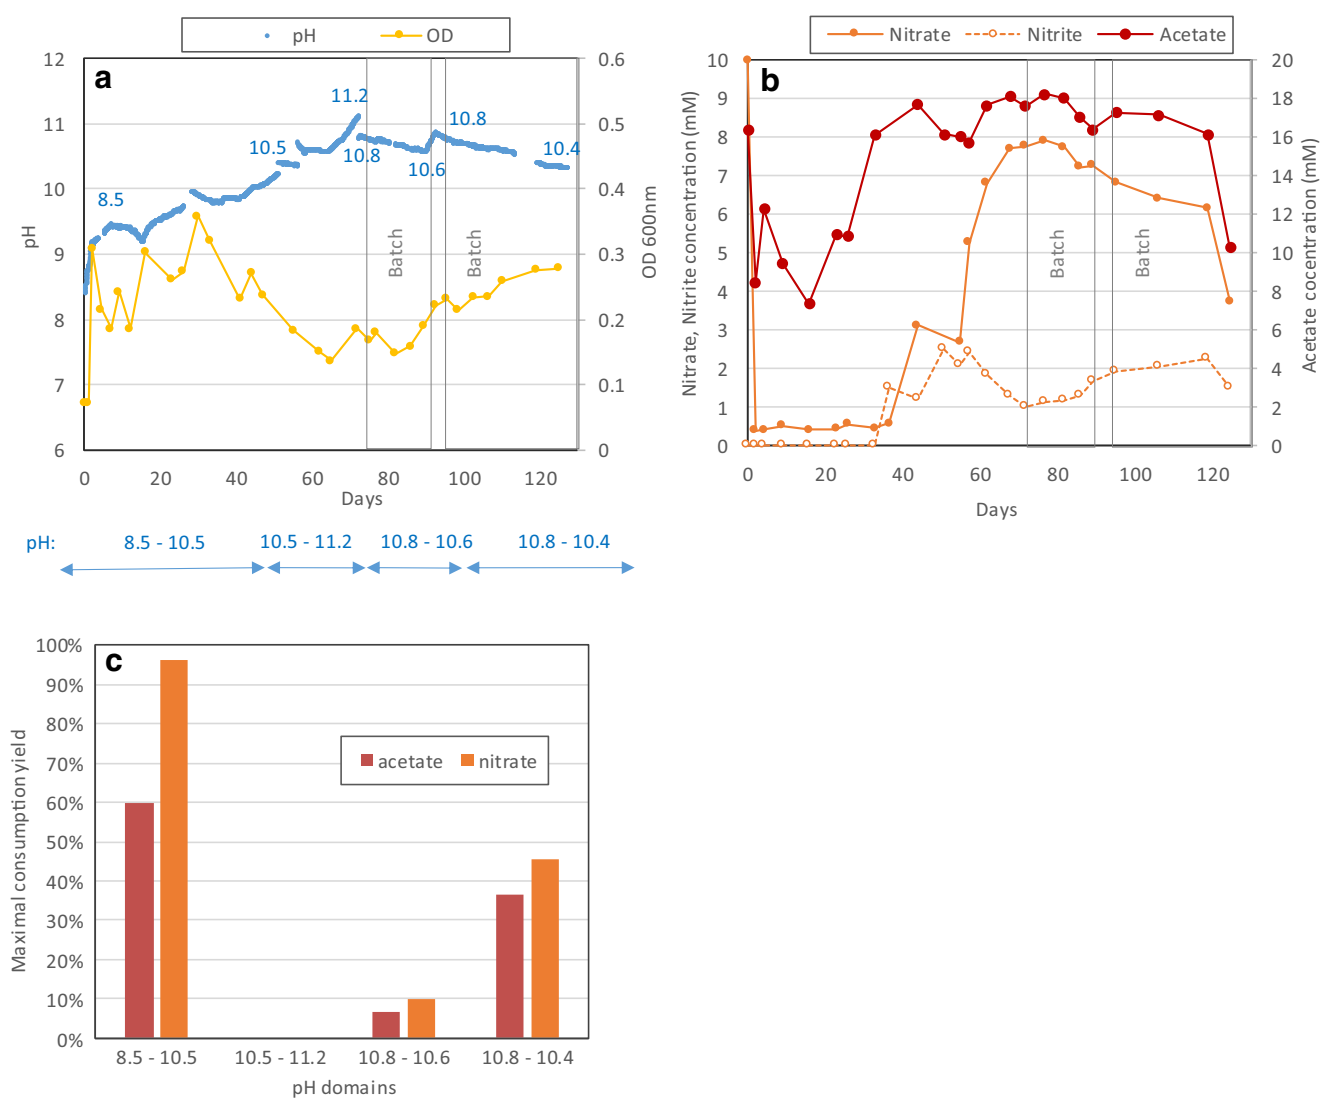 pH OD
a
12
11
10
9
8
7
6
pH
0.6
0.5
0.4
0.3
0.2
0.1
0
OD 600nm
8.5
10.5
11.2
10.8
10.6
10.8
10.4
Batch
Batch
0 20 40 60 80 100 120
Days
Nitrate Nitrite Acetate
b
10
9
8
7
6
5
4
3
2
1
0
Nitrate, Nitrite concentration (mM)
20
18
16
14
12
10
8
6
4
2
0
Acetate cocentration (mM)
Batch
Batch
0 20 40 60 80 100 120
Days
pH: 8.5 - 10.5 10.5 - 11.2 10.8 - 10.6 10.8 - 10.4
c
100%
90%
80%
70%
60%
50%
40%
30%
20%
10%
0%
Maximal consumption yield
acetate nitrate
8.5 - 10.5 10.5 - 11.2 10.8 - 10.6 10.8 - 10.4
pH domains